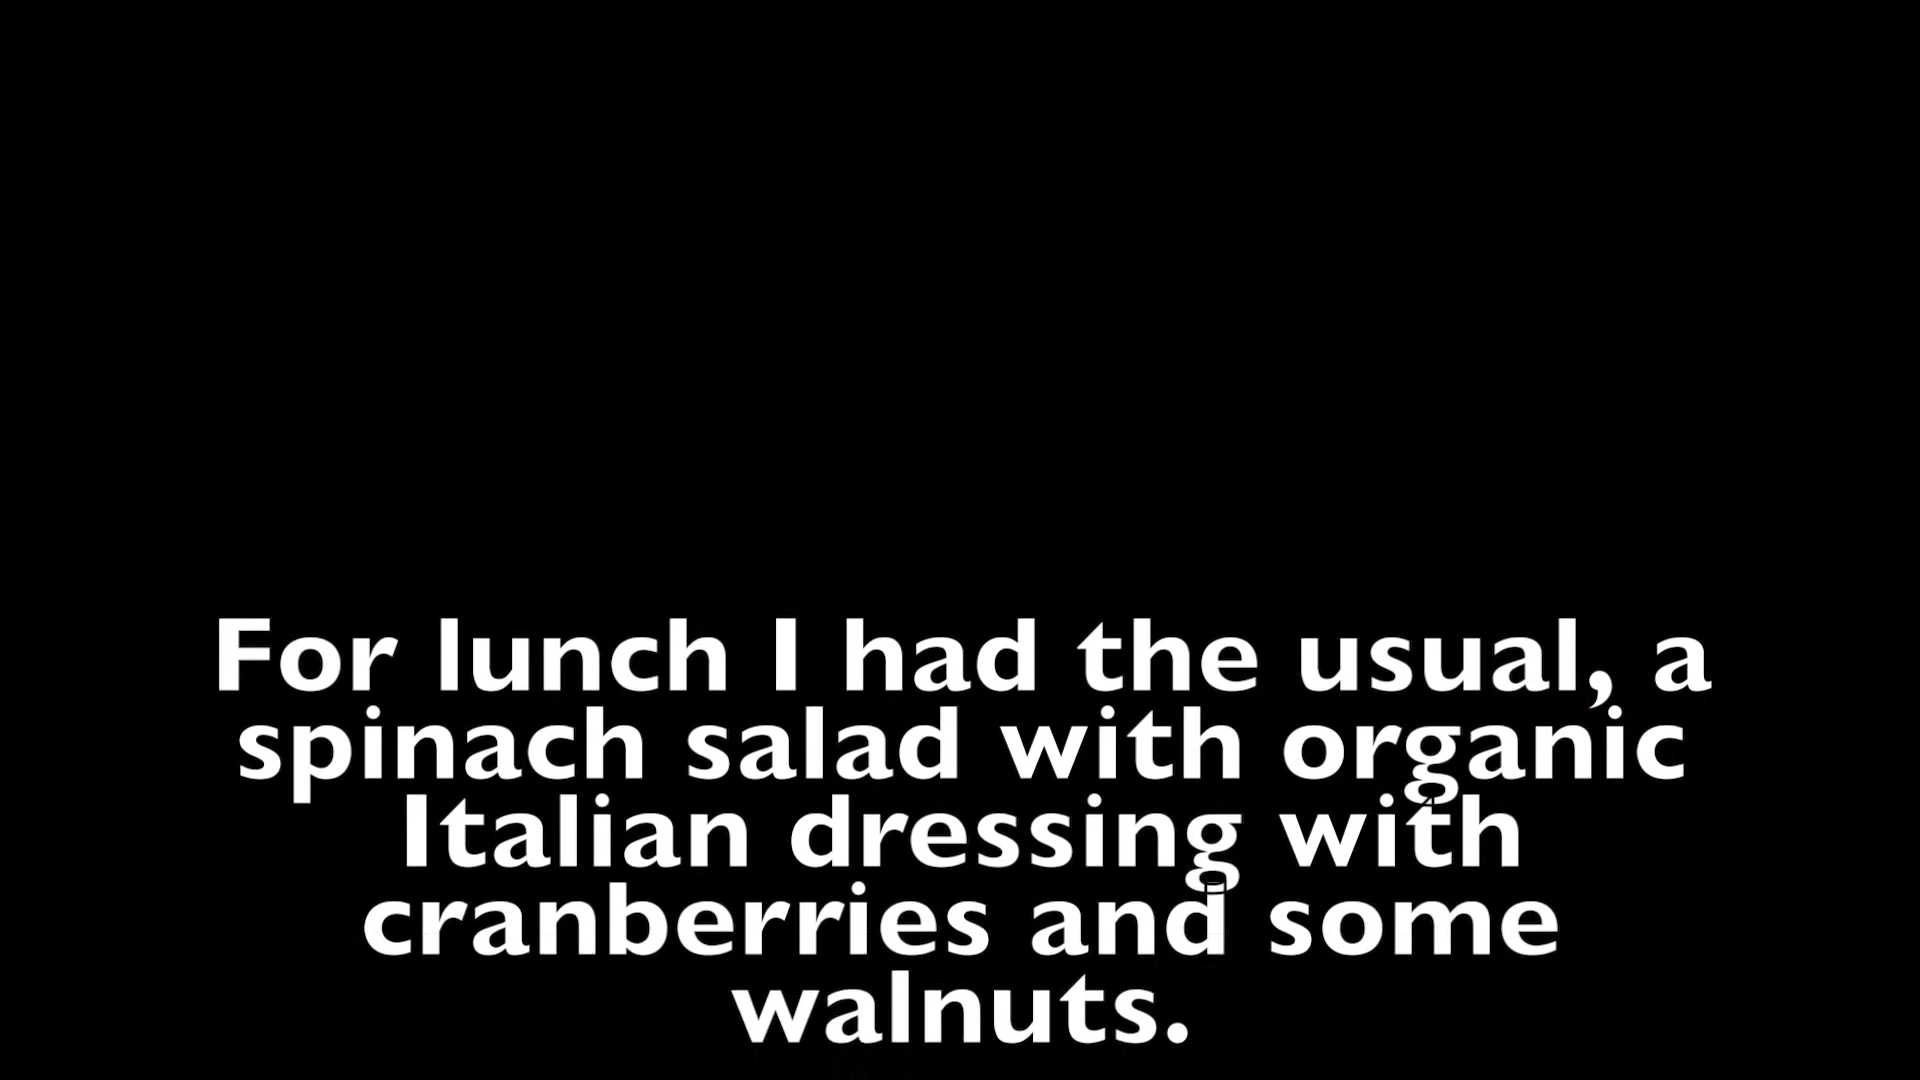 For lunch I had the usual, a
spinach salad with organic
Italian dressing with
cranberries and some
walnuts.